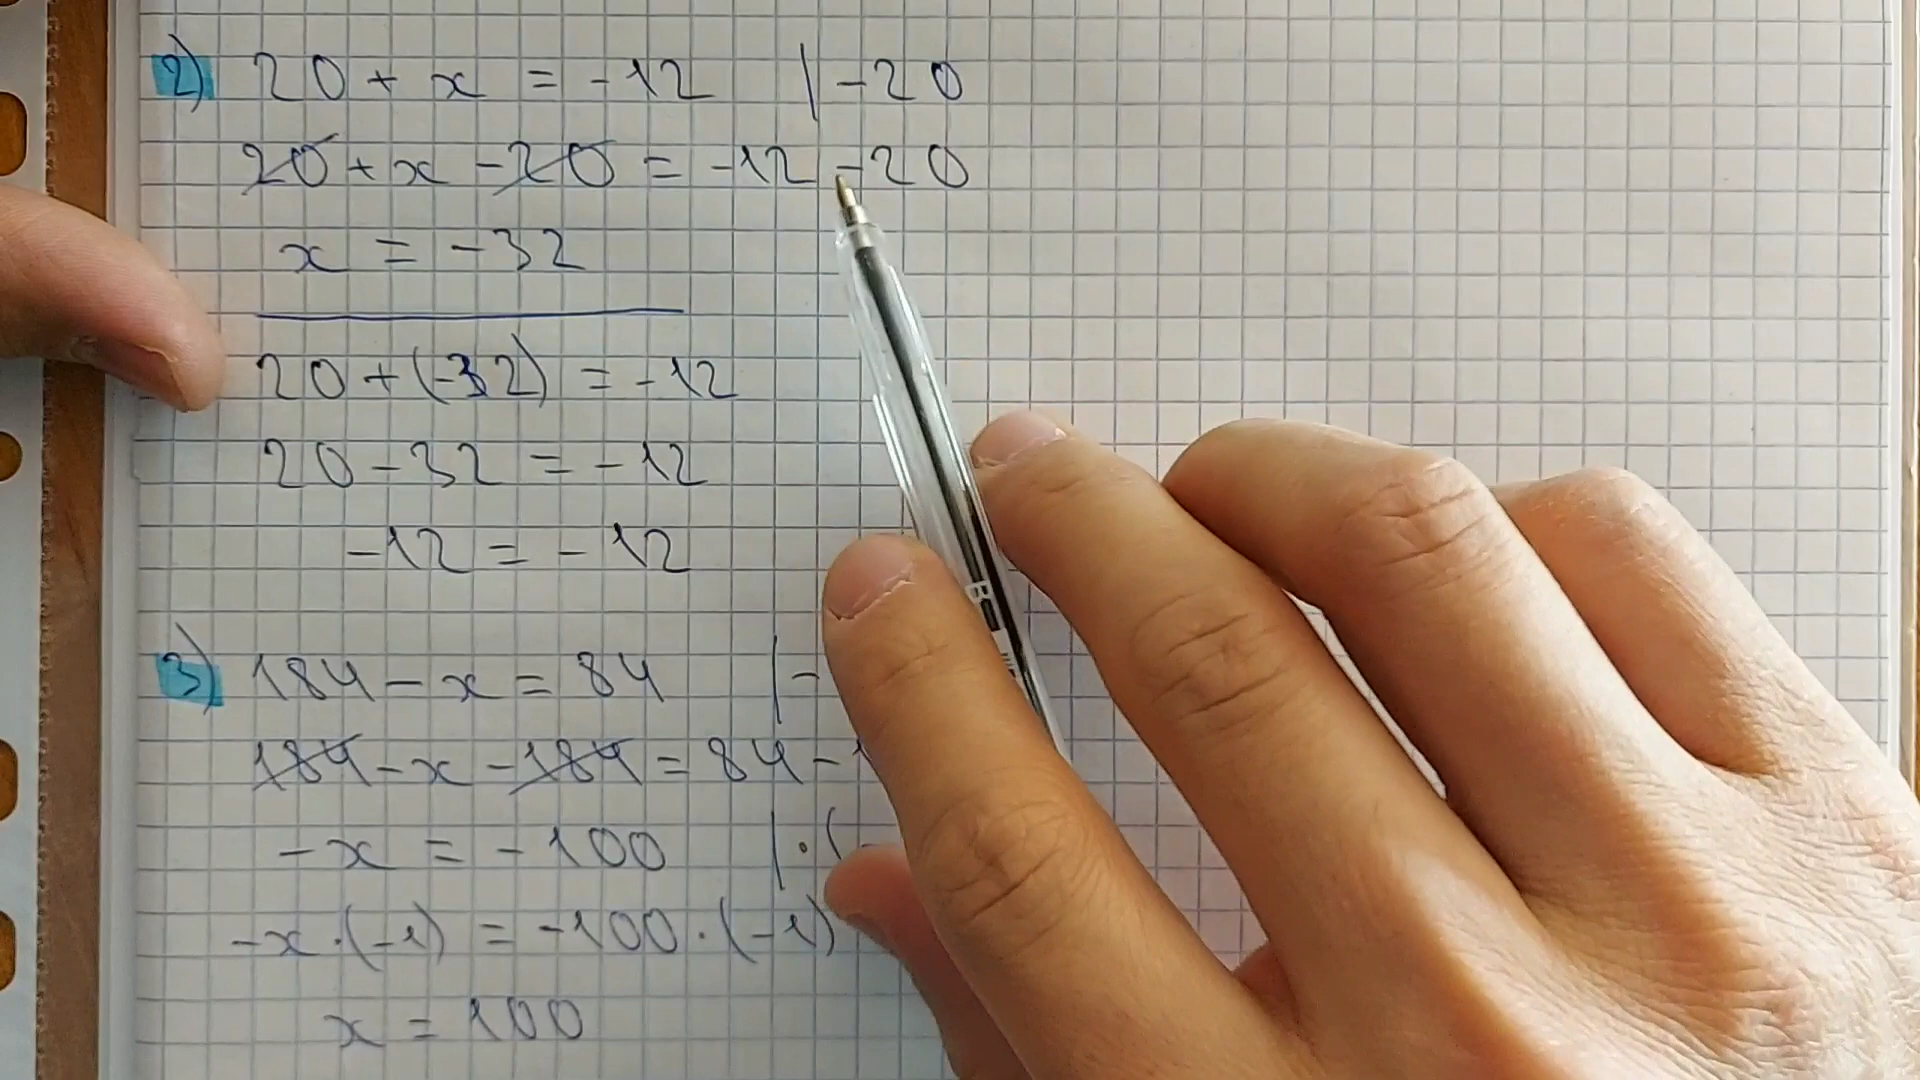 2) 20 + x = -12 | -20
20 + x - 20 = -12 - 20
x = -32
20 + (-32) = -12
20 - 32 = -12
-12 = -12
3) 184 - x = 84 | -
184 - x - 184 = 84 -
-x = -100 | · (
-x · (-1) = -100 · (-1)
x = 100
B